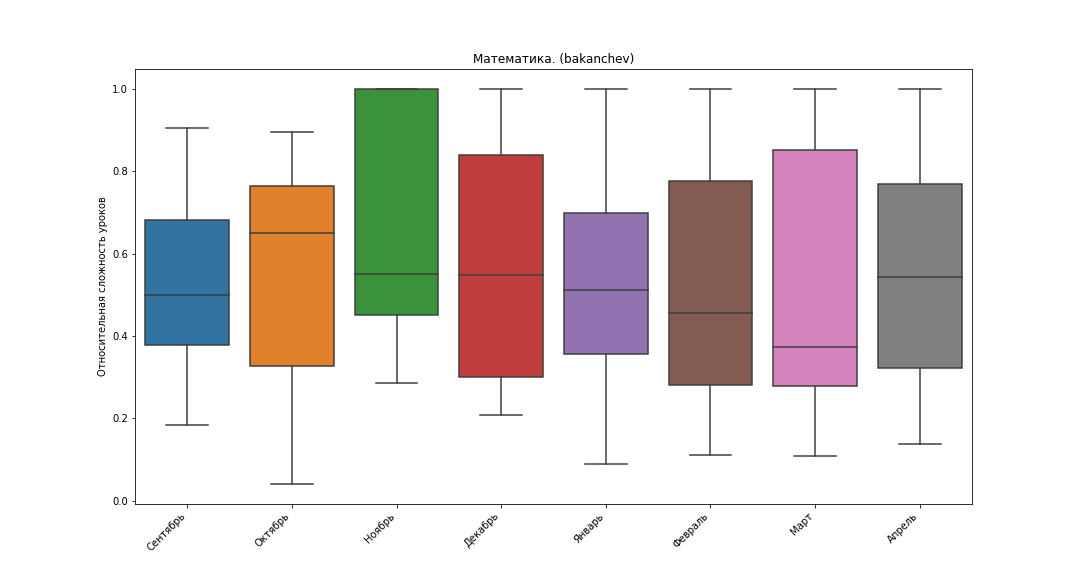 Математика. (bakanchev)
Относительная сложность уроков
1.0
0.8
0.6
0.4
0.2
0.0
Сентябрь
Октябрь
Ноябрь
Декабрь
Январь
Февраль
Март
Апрель